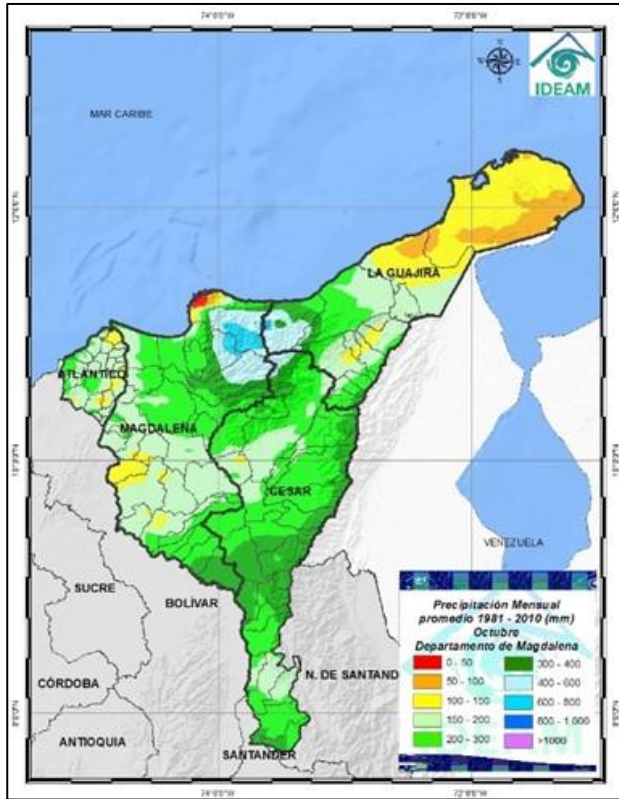 74°0'0"W 72°0'0"W
IDEAM
MAR CARIBE
LA GUAJIRA
ATLANTICO
MAGDALENA
CESAR
VENEZUELA
SUCRE
BOLÍVAR
CÓRDOBA
N. DE SANTAND
ANTIOQUIA
SANTANDER
Precipitación Mensual
promedio 1981 - 2010 (mm)
Octubre
Departamento de Magdalena
0 - 50 300 - 400
50 - 100 400 - 600
100 - 150 600 - 800
150 - 200 800 - 1.000
200 - 300 >1000